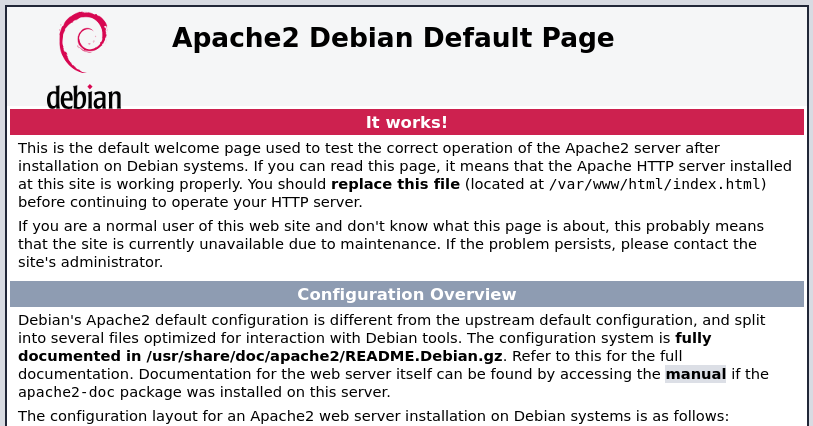 debian
Apache2 Debian Default Page
It works!
This is the default welcome page used to test the correct operation of the Apache2 server after
installation on Debian systems. If you can read this page, it means that the Apache HTTP server installed
at this site is working properly. You should replace this file (located at /var/www/html/index.html)
before continuing to operate your HTTP server.
If you are a normal user of this web site and don't know what this page is about, this probably means
that the site is currently unavailable due to maintenance. If the problem persists, please contact the
site's administrator.
Configuration Overview
Debian's Apache2 default configuration is different from the upstream default configuration, and split
into several files optimized for interaction with Debian tools. The configuration system is fully
documented in /usr/share/doc/apache2/README.Debian.gz. Refer to this for the full
documentation. Documentation for the web server itself can be found by accessing the manual if the
apache2-doc package was installed on this server.
The configuration layout for an Apache2 web server installation on Debian systems is as follows: